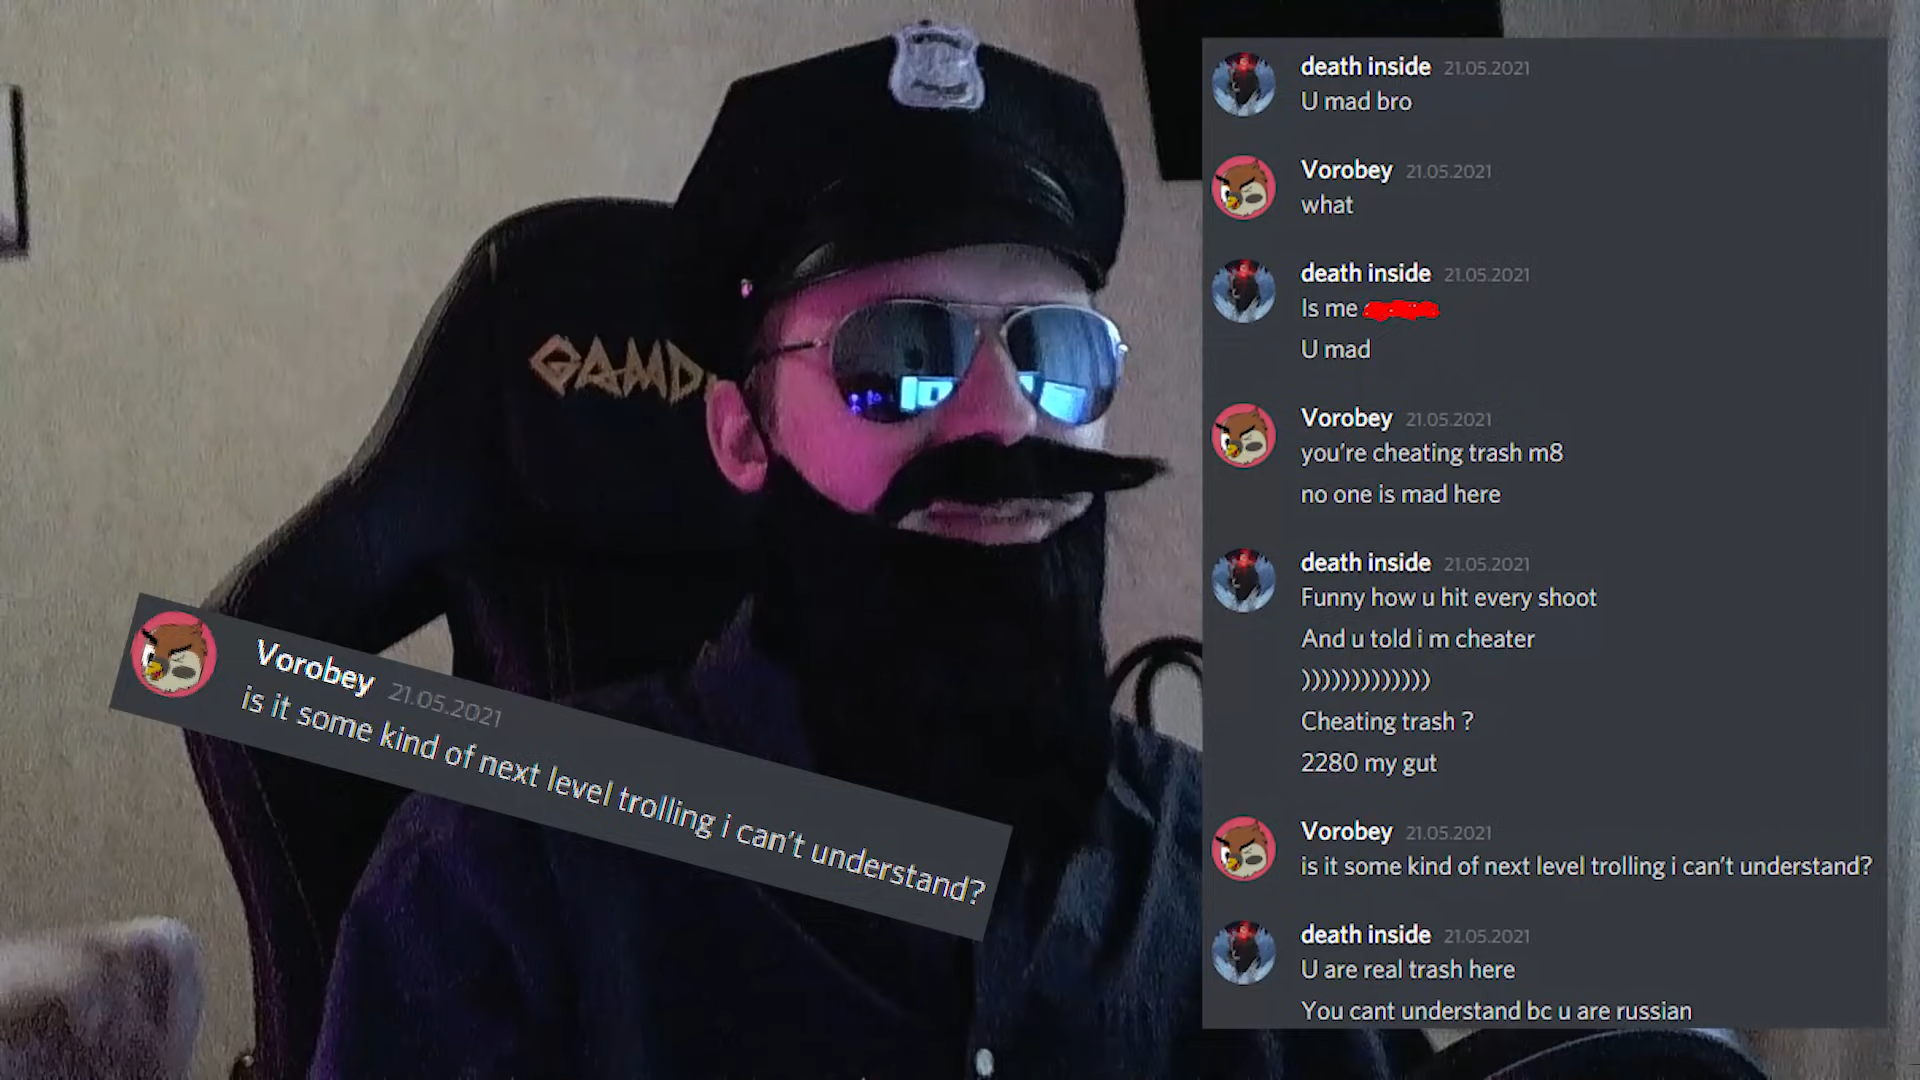 GAMD
death inside 21.05.2021
U mad bro
Vorobey 21.05.2021
what
death inside 21.05.2021
Is me
U mad
Vorobey 21.05.2021
you're cheating trash m8
no one is mad here
death inside 21.05.2021
Funny how u hit every shoot
And u told i m cheater
)))))))))))))
Cheating trash ?
2280 my gut
Vorobey 21.05.2021
is it some kind of next level trolling i can't understand?
death inside 21.05.2021
U are real trash here
You cant understand bc u are russian
Vorobey 21.05.2021
is it some kind of next level trolling i can't understand?